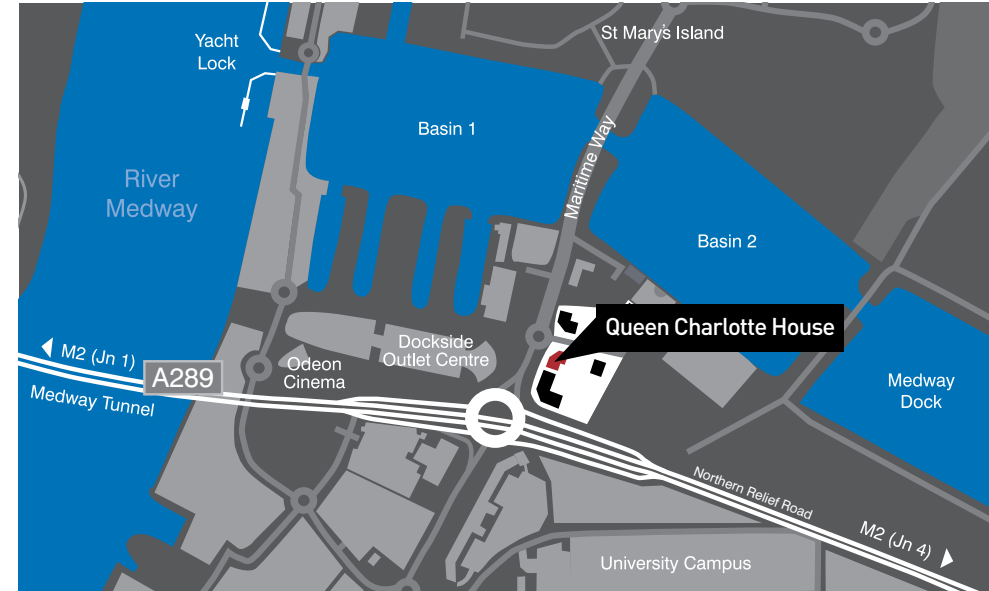 St Mary's Island
Yacht
Lock
Basin 1
Maritime Way
River
Medway
Basin 2
Queen Charlotte House
Dockside
Outlet Centre
M2 (Jn 1)
A289
Odeon
Cinema
Medway
Dock
Medway Tunnel
Northern Relief Road
M2 (Jn 4)
University Campus